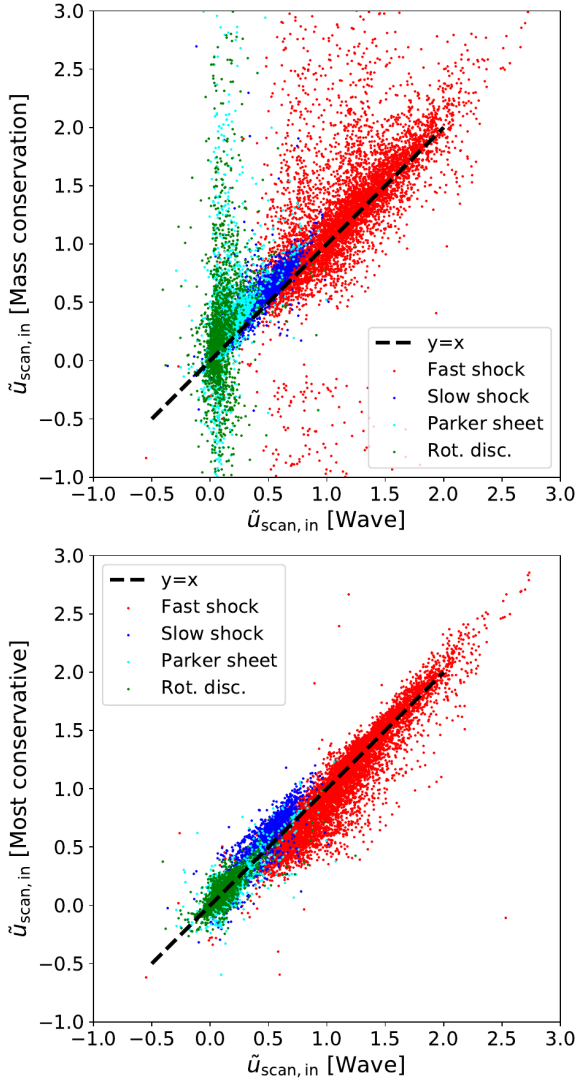 3.0
2.5
2.0
1.5
1.0
0.5
0.0
−0.5
−1.0
ũscan, in [Mass conservation]
y=x
Fast shock
Slow shock
Parker sheet
Rot. disc.
−1.0 −0.5 0.0 0.5 1.0 1.5 2.0 2.5 3.0
ũscan, in [Wave]
3.0
2.5
2.0
1.5
1.0
0.5
0.0
−0.5
−1.0
ũscan, in [Most conservative]
y=x
Fast shock
Slow shock
Parker sheet
Rot. disc.
−1.0 −0.5 0.0 0.5 1.0 1.5 2.0 2.5 3.0
ũscan, in [Wave]